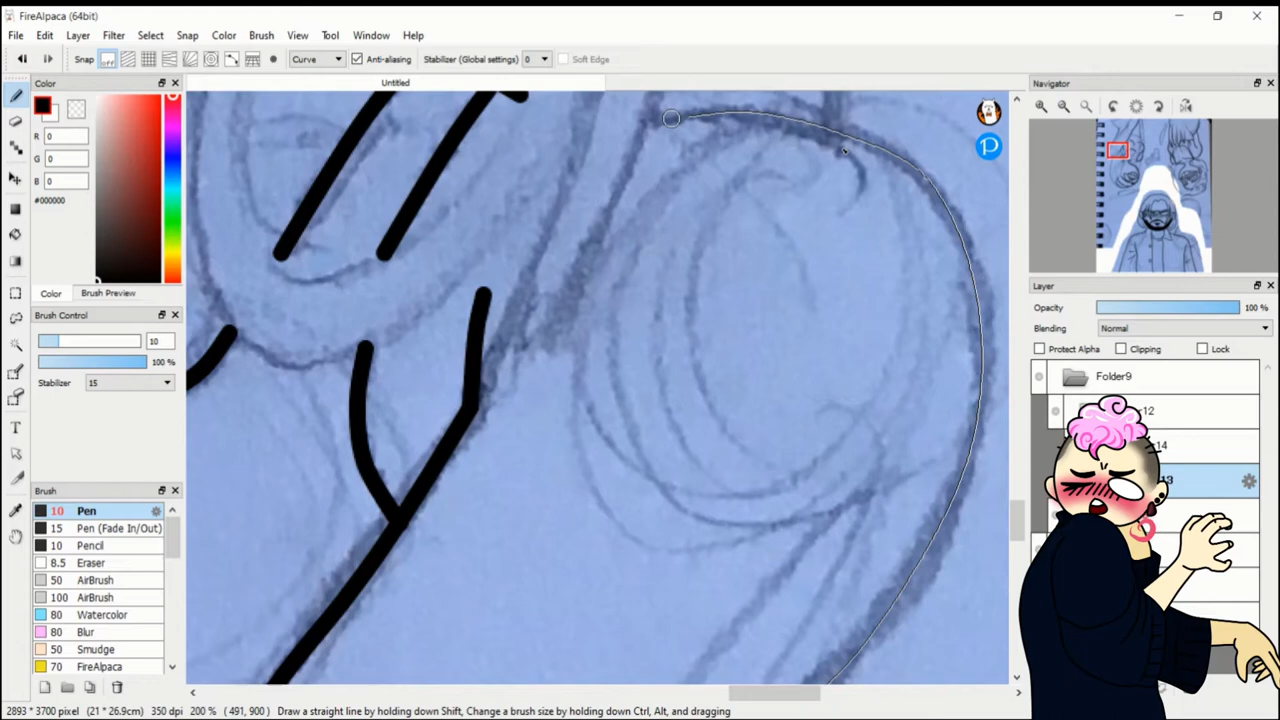 FireAlpaca (64bit)
File Edit Layer Filter Select Snap Color Brush View Tool Window Help
Snap off Curve Anti-aliasing Stabilizer (Global settings) 0 Soft Edge
Color
Untitled
Navigator
R 0
G 0
B 0
#000000
Color Brush Preview
Brush Control
10
100 %
Stabilizer 15
Brush
10 Pen
15 Pen (Fade In/Out)
10 Pencil
8.5 Eraser
50 AirBrush
100 AirBrush
80 Watercolor
80 Blur
50 Smudge
70 FireAlpaca
Layer
Opacity 100 %
Blending Normal
Protect Alpha Clipping Lock
Folder9
r12
14
13
2893 * 3700 pixel (21 * 26.9cm) 350 dpi 200 % (491, 900) Draw a straight line by holding down Shift, Change a brush size by holding down Ctrl, Alt, and dragging